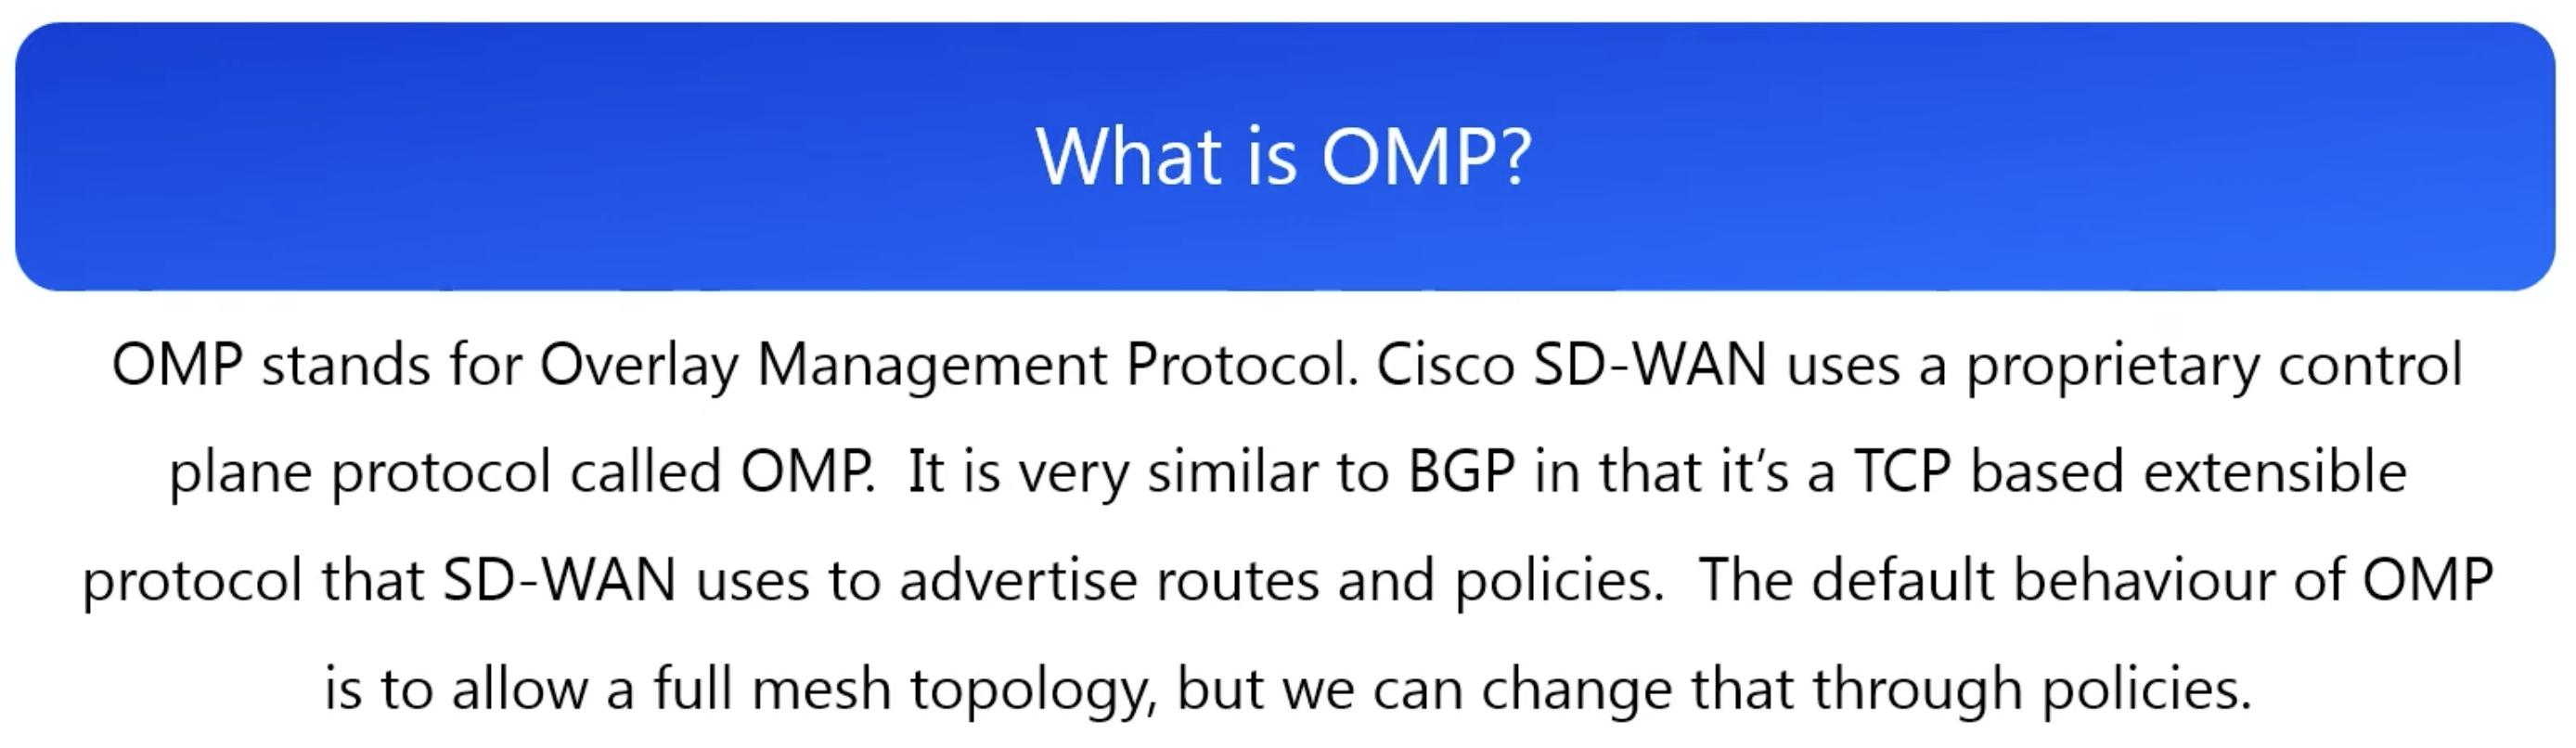 What is OMP?
OMP stands for Overlay Management Protocol. Cisco SD-WAN uses a proprietary control
plane protocol called OMP.  It is very similar to BGP in that it’s a TCP based extensible
protocol that SD-WAN uses to advertise routes and policies.  The default behaviour of OMP
is to allow a full mesh topology, but we can change that through policies.